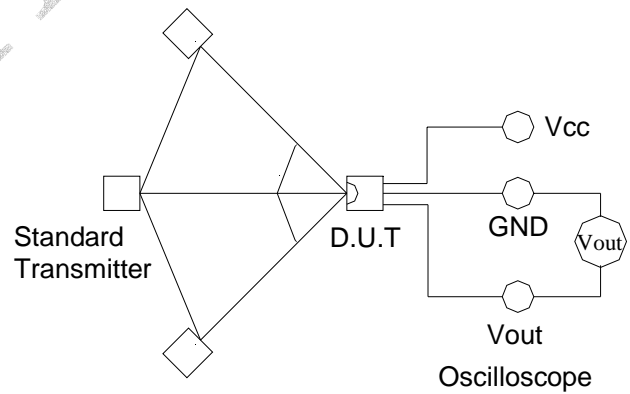 Vcc
GND
Vout
D.U.T
Standard
Transmitter
Vout
Oscilloscope